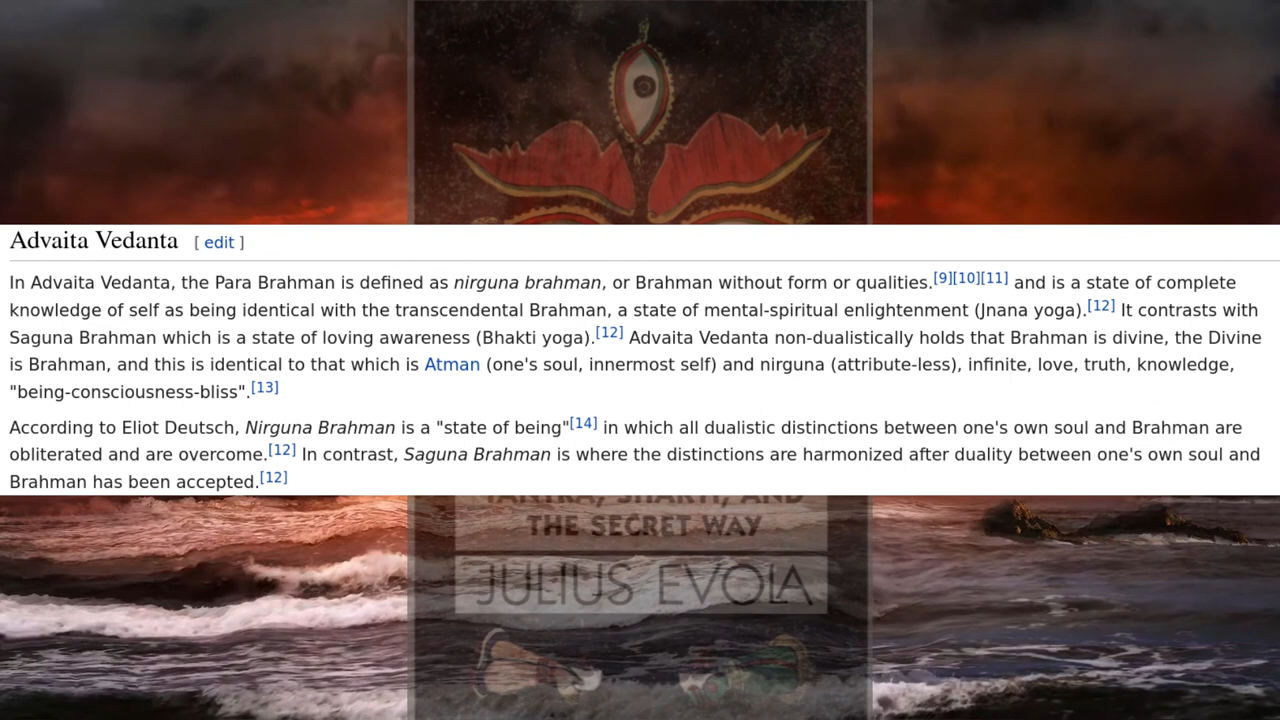 Advaita Vedanta [ edit ]
In Advaita Vedanta, the Para Brahman is defined as nirguna brahman, or Brahman without form or qualities.[9][10][11] and is a state of complete
knowledge of self as being identical with the transcendental Brahman, a state of mental-spiritual enlightenment (Jnana yoga).[12] It contrasts with
Saguna Brahman which is a state of loving awareness (Bhakti yoga).[12] Advaita Vedanta non-dualistically holds that Brahman is divine, the Divine
is Brahman, and this is identical to that which is Atman (one's soul, innermost self) and nirguna (attribute-less), infinite, love, truth, knowledge,
"being-consciousness-bliss".[13]
According to Eliot Deutsch, Nirguna Brahman is a "state of being"[14] in which all dualistic distinctions between one's own soul and Brahman are
obliterated and are overcome.[12] In contrast, Saguna Brahman is where the distinctions are harmonized after duality between one's own soul and
Brahman has been accepted.[12]
TANTRA, SHAKTI, AND
THE SECRET WAY
JULIUS EVOLA